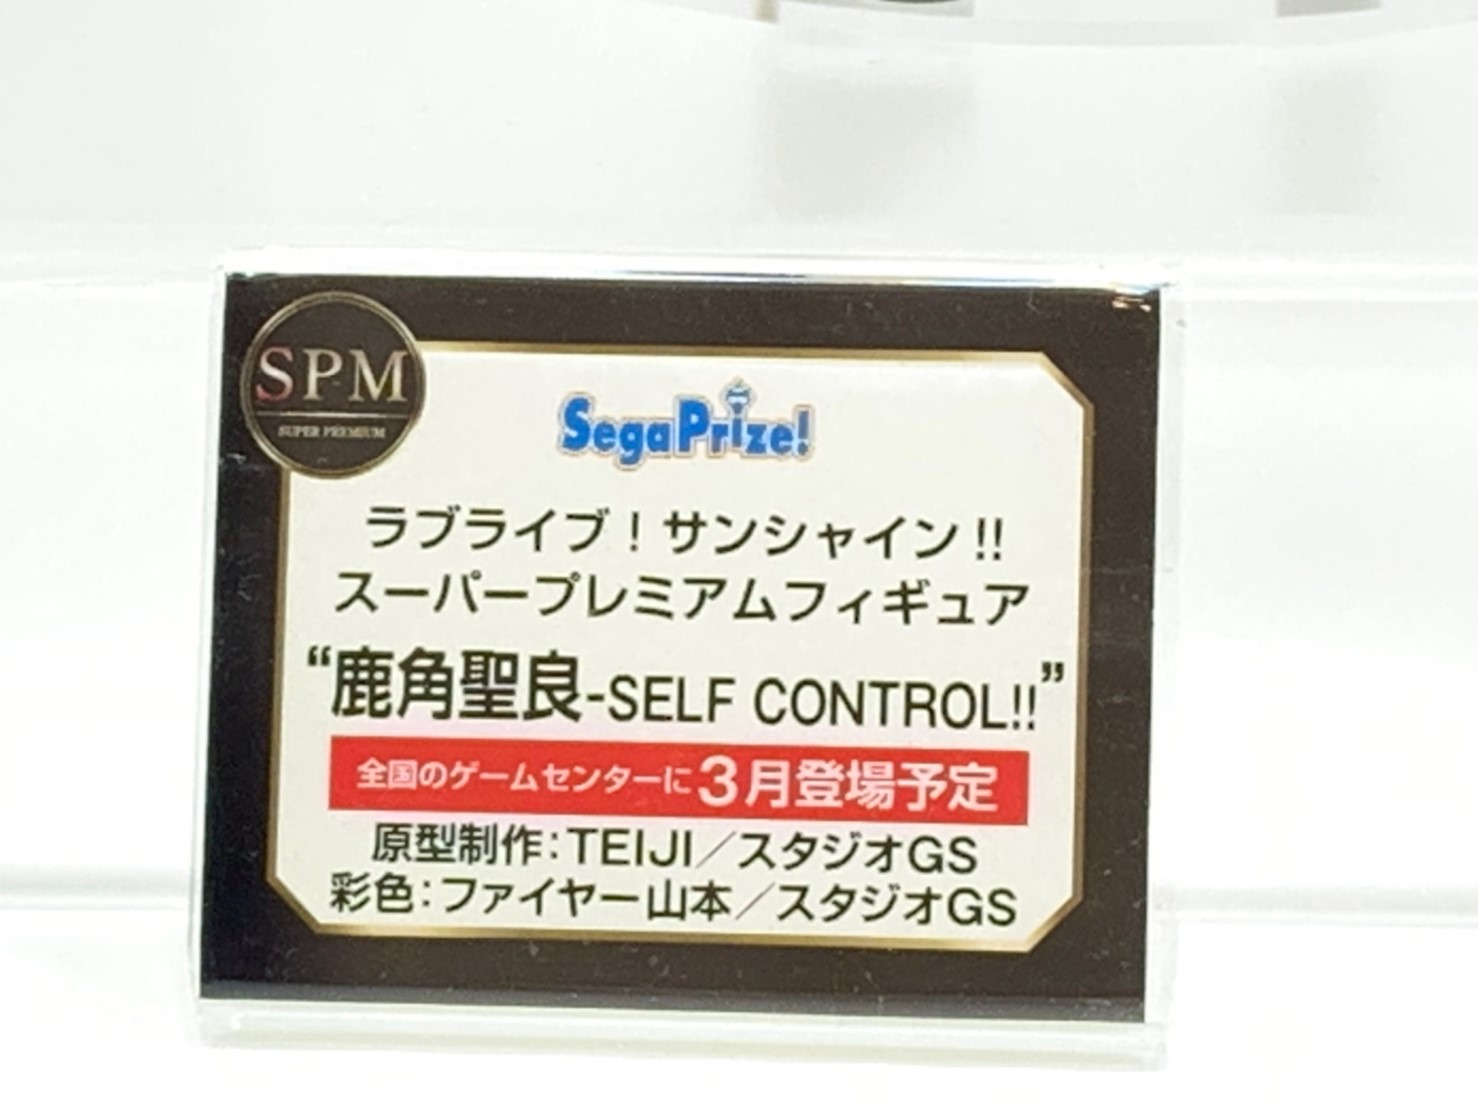 SPM
SUPER PREMIUM
SegaPrize!
ラブライブ！サンシャイン!!
スーパープレミアムフィギュア
“鹿角聖良-SELF CONTROL!!”
全国のゲームセンターに3月登場予定
原型制作：TEIJI／スタジオGS
彩色：ファイヤー山本／スタジオGS